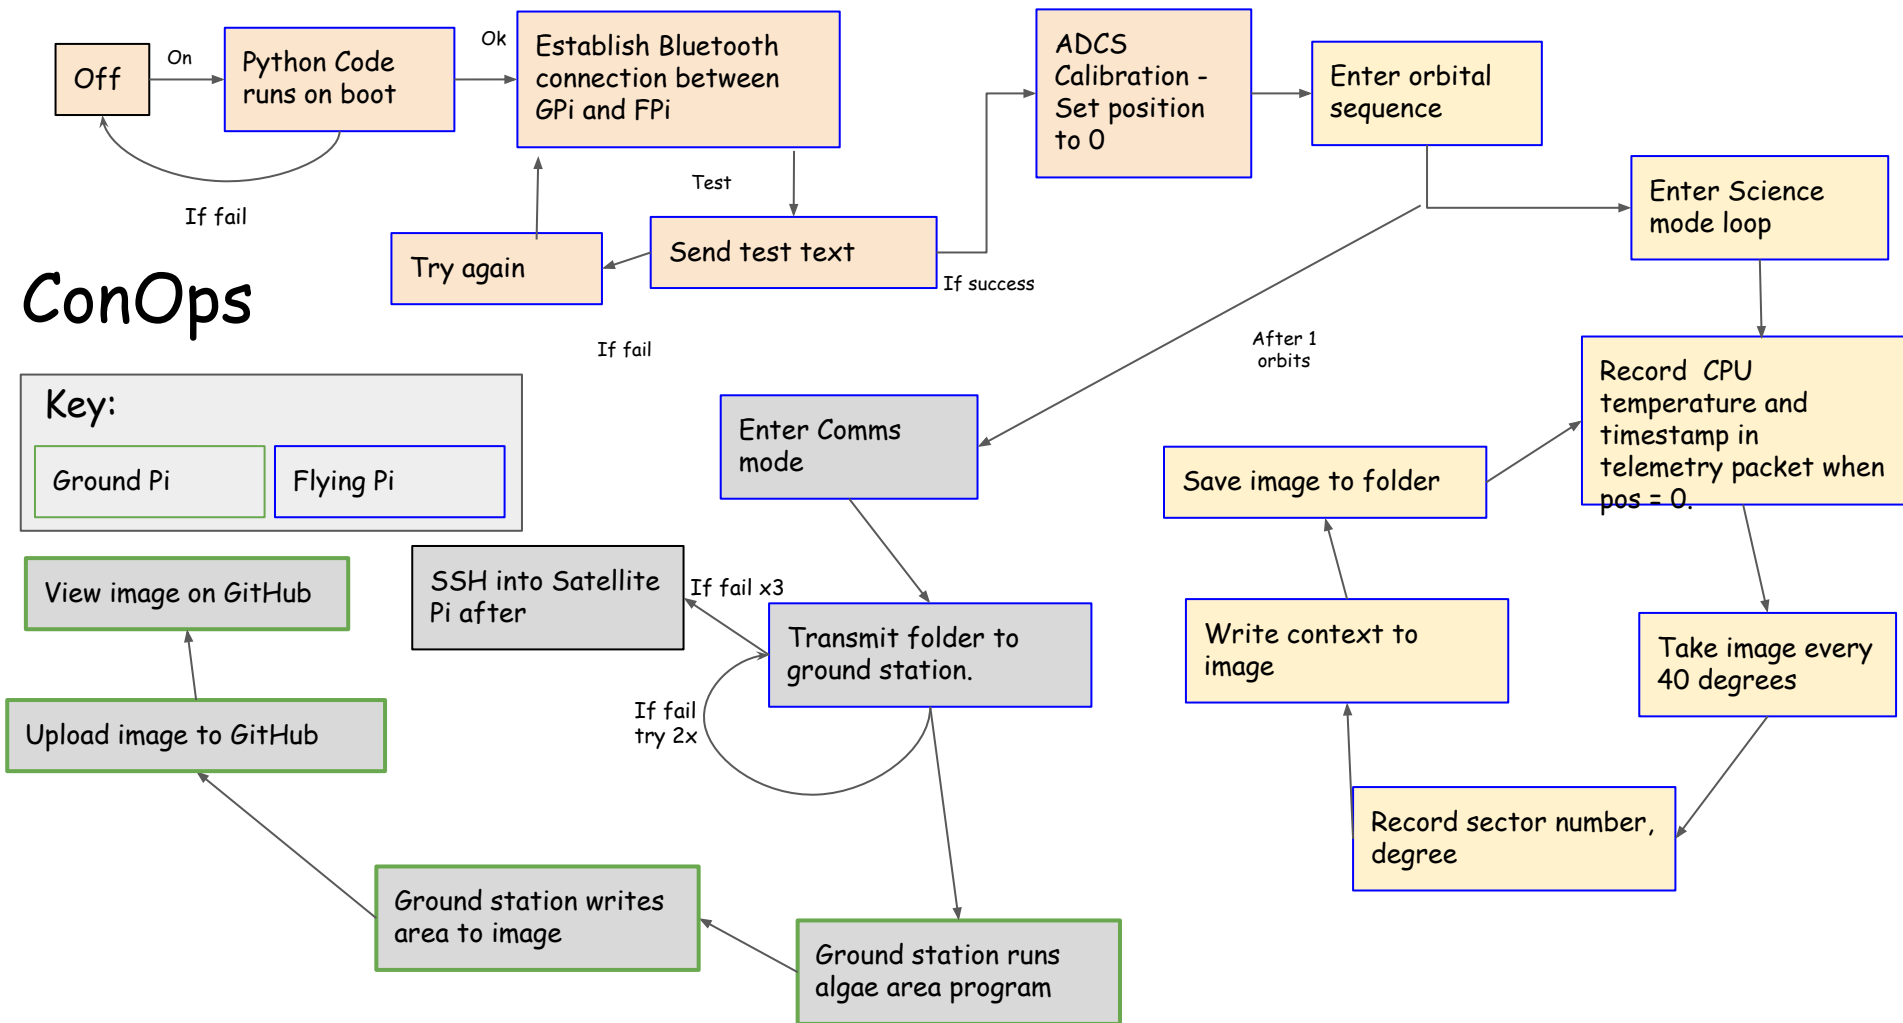 Off
On
Python Code
runs on boot
If fail
Ok
Establish Bluetooth
connection between
GPi and FPi
Test
Send test text
Try again
If fail
If success
ADCS
Calibration -
Set position
to 0
Enter orbital
sequence
Enter Science
mode loop
After 1
orbits
ConOps
Key:
Ground Pi
Flying Pi
Record  CPU
temperature and
timestamp in
telemetry packet when
pos = 0.
Take image every
40 degrees
Record sector number,
degree
Write context to
image
Save image to folder
Enter Comms
mode
Transmit folder to
ground station.
If fail
try 2x
If fail x3
SSH into Satellite
Pi after
Ground station runs
algae area program
Ground station writes
area to image
Upload image to GitHub
View image on GitHub